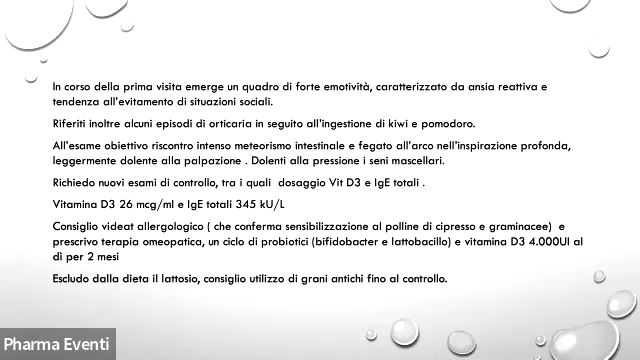 In corso della prima visita emerge un quadro di forte emotività, caratterizzato da ansia reattiva e
tendenza all'evitamento di situazioni sociali.
Riferiti inoltre alcuni episodi di orticaria in seguito all'ingestione di kiwi e pomodoro.
All'esame obiettivo riscontro intenso meteorismo intestinale e fegato all'arco nell'inspirazione profonda,
leggermente dolente alla palpazione . Dolenti alla pressione i seni mascellari.
Richiedo nuovi esami di controllo, tra i quali  dosaggio Vit D3 e IgE totali .
Vitamina D3 26 mcg/ml e IgE totali 345 kU/L
Consiglio videat allergologico ( che conferma sensibilizzazione al polline di cipresso e graminacee)  e
prescrivo terapia omeopatica, un ciclo di probiotici (bifidobacter e lattobacillo) e vitamina D3 4.000UI al
dì per 2 mesi
Escludo dalla dieta il lattosio, consiglio utilizzo di grani antichi fino al controllo.
Pharma Eventi